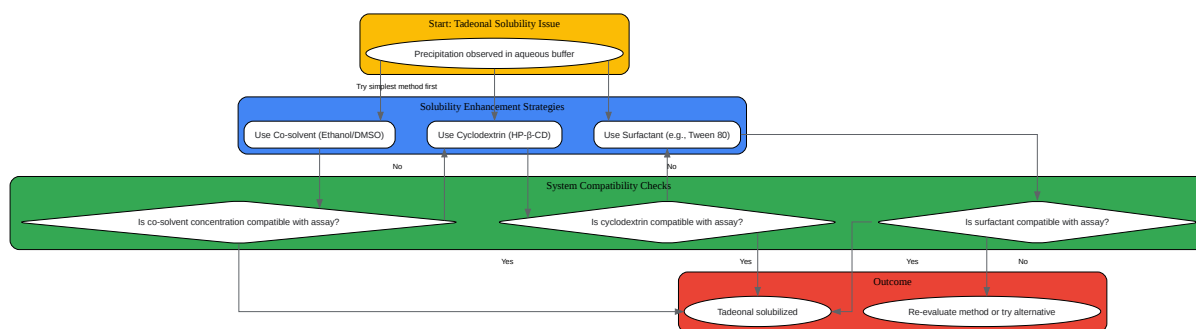 Start: Tadeonal Solubility Issue
Precipitation observed in aqueous buffer
Try simplest method first
Solubility Enhancement Strategies
Use Co-solvent (Ethanol/DMSO)
Use Cyclodextrin (HP-β-CD)
Use Surfactant (e.g., Tween 80)
No
No
System Compatibility Checks
Is co-solvent concentration compatible with assay?
Is cyclodextrin compatible with assay?
Is surfactant compatible with assay?
Yes
Yes
Yes
No
Outcome
Tadeonal solubilized
Re-evaluate method or try alternative